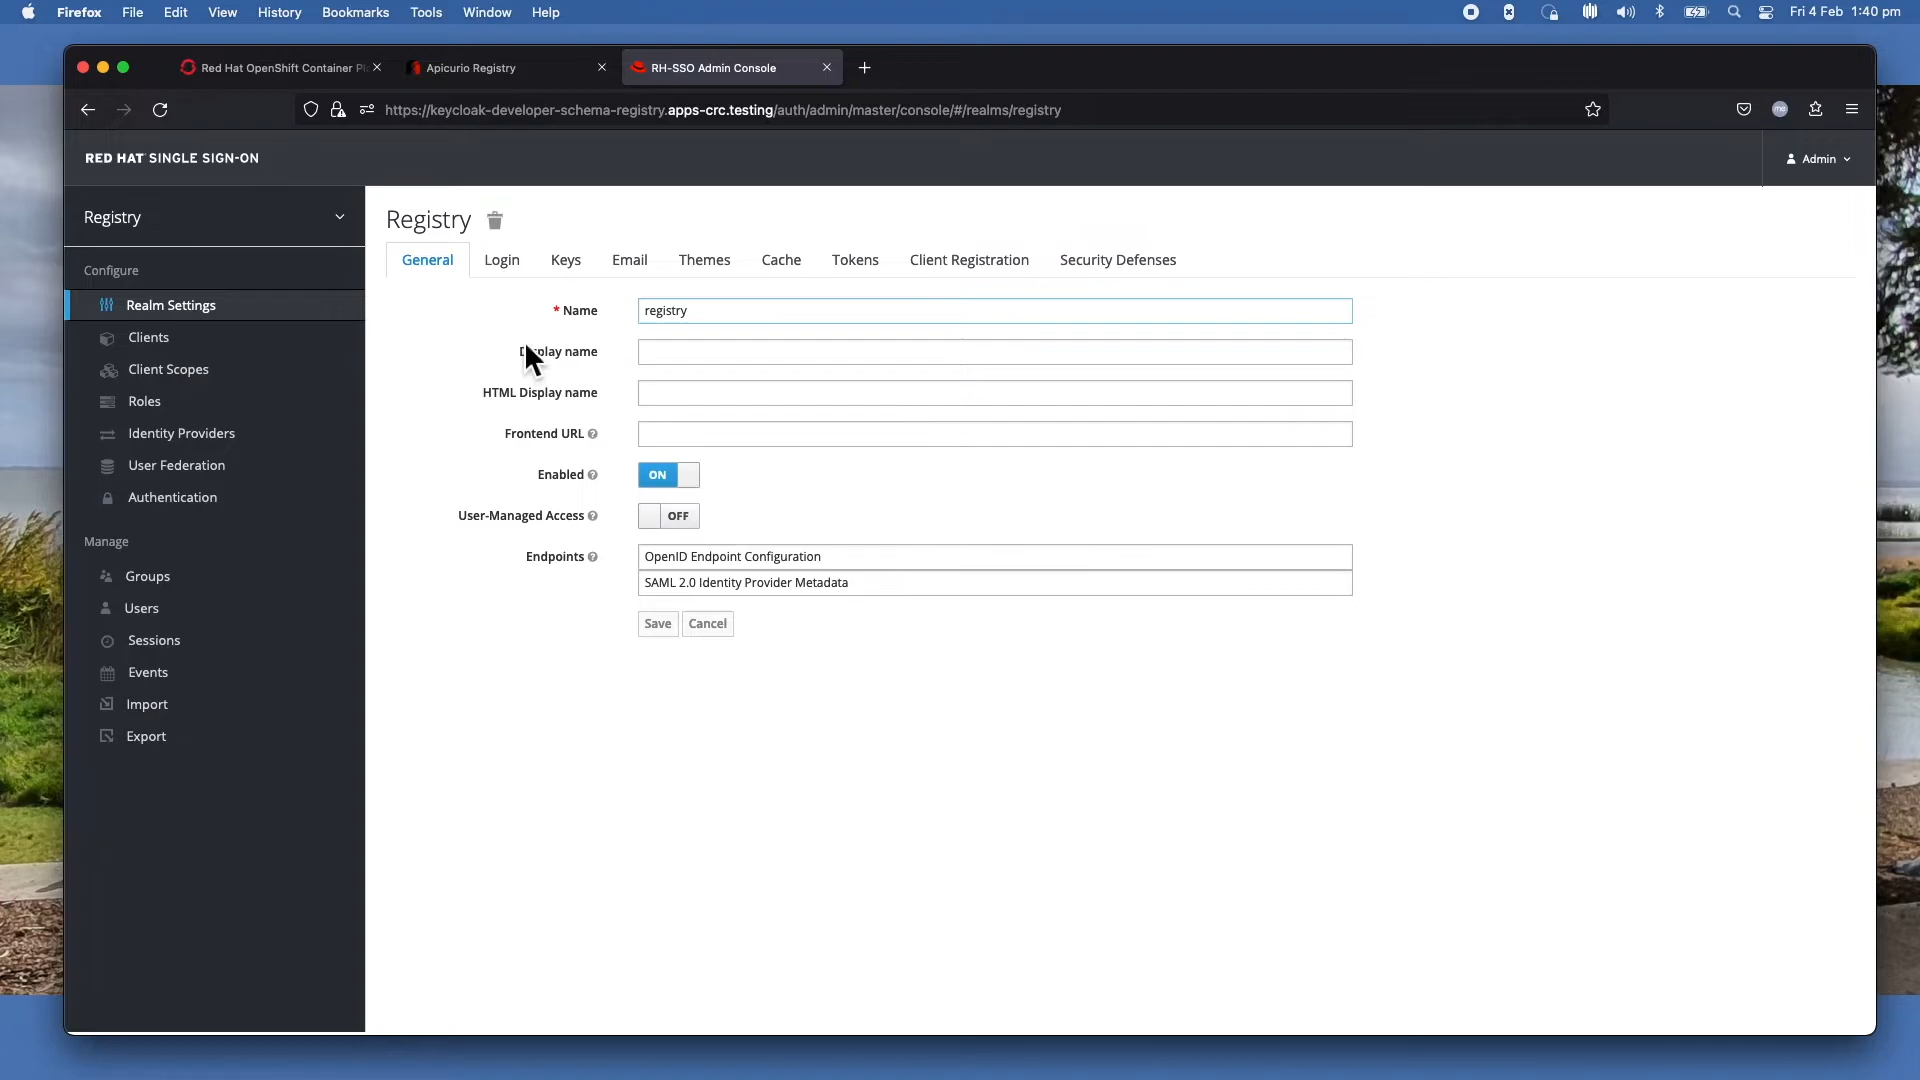 Firefox File Edit View History Bookmarks Tools Window Help Fri 4 Feb 1:40 pm
Red Hat OpenShift Container Apicurio Registry RH-SSO Admin Console
https://keycloak-developer-schema-registry.apps-crc.testing/auth/admin/master/console/#/realms/registry
RED HAT SINGLE SIGN-ON Admin
Registry
Configure
Realm Settings
Clients
Client Scopes
Roles
Identity Providers
User Federation
Authentication
Manage
Groups
Users
Sessions
Events
Import
Export
Registry
General Login Keys Email Themes Cache Tokens Client Registration Security Defenses
* Name registry
name
HTML Display name
Frontend URL
Enabled ON
User-Managed Access OFF
Endpoints OpenID Endpoint Configuration
SAML 2.0 Identity Provider Metadata
Save Cancel